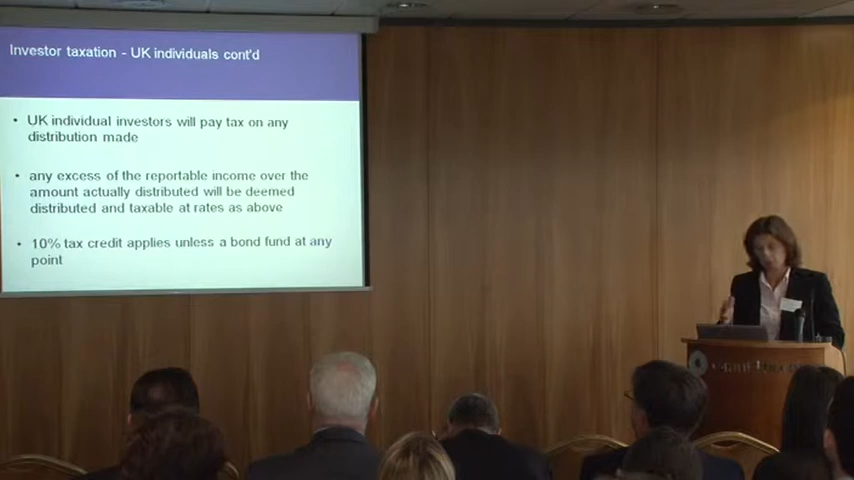 Investor taxation - UK individuals cont'd
• UK individual investors will pay tax on any
distribution made
• any excess of the reportable income over the
amount actually distributed will be deemed
distributed and taxable at rates as above
• 10% tax credit applies unless a bond fund at any
point